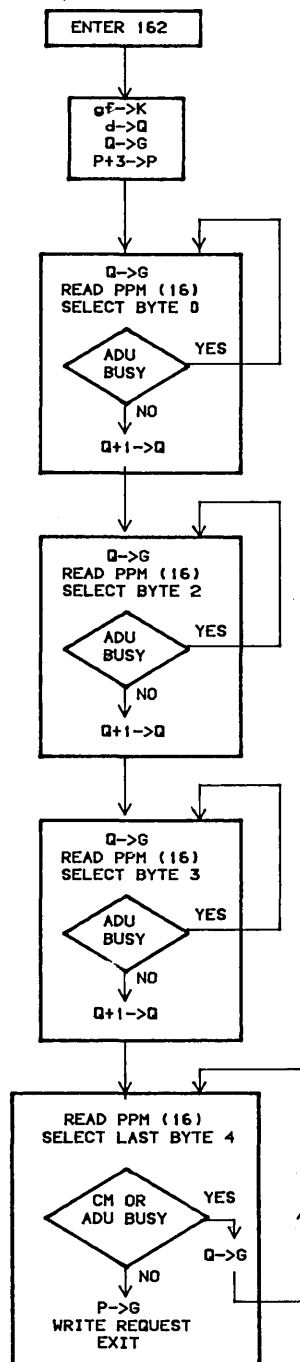 ENTER 162
gf->K
d->Q
Q->G
P+3->P
Q->G
READ PPM (16)
SELECT BYTE 0
ADU
BUSY
YES
NO
Q+1->Q
Q->G
READ PPM (16)
SELECT BYTE 2
ADU
BUSY
YES
NO
Q+1->Q
Q->G
READ PPM (16)
SELECT BYTE 3
ADU
BUSY
YES
NO
Q+1->Q
READ PPM (16)
SELECT LAST BYTE 4
CM OR
ADU BUSY
YES
Q->G
NO
P->G
WRITE REQUEST
EXIT